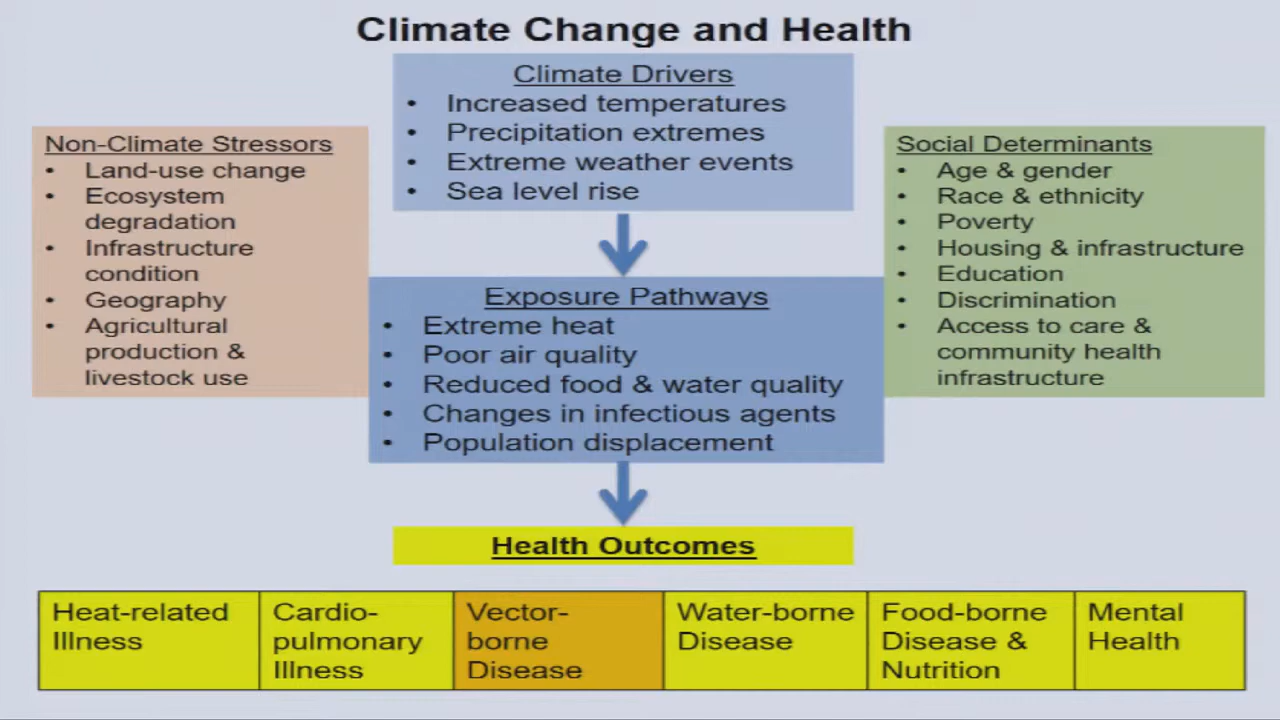 Climate Change and Health
Climate Drivers
• Increased temperatures
• Precipitation extremes
• Extreme weather events
• Sea level rise
Non-Climate Stressors
• Land-use change
• Ecosystem
degradation
• Infrastructure
condition
• Geography
• Agricultural
production &
livestock use
Social Determinants
• Age & gender
• Race & ethnicity
• Poverty
• Housing & infrastructure
• Education
• Discrimination
• Access to care &
community health
infrastructure
Exposure Pathways
• Extreme heat
• Poor air quality
• Reduced food & water quality
• Changes in infectious agents
• Population displacement
Health Outcomes
Heat-related
Illness
Cardio-
pulmonary
Illness
Vector-
borne
Disease
Water-borne
Disease
Food-borne
Disease &
Nutrition
Mental
Health